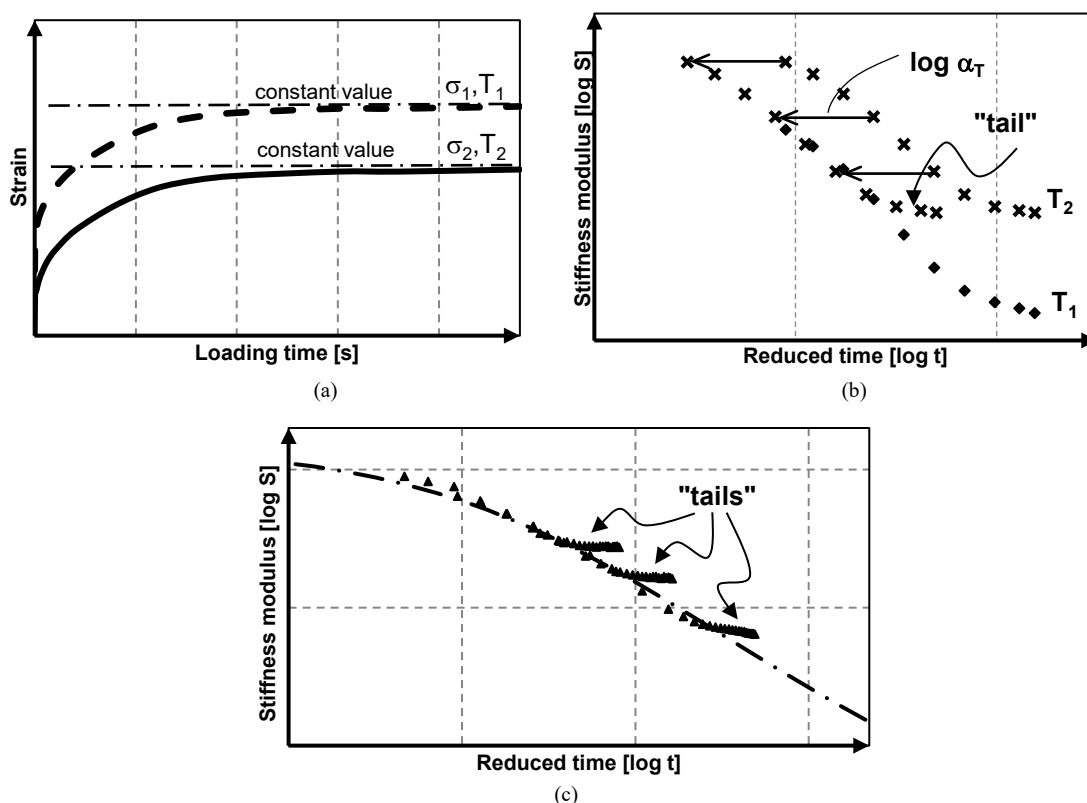 Strain
constant value
σ1,T1
constant value
σ2,T2
Loading time [s]
(a)
Stiffness modulus [log S]
log αT
"tail"
T2
T1
Reduced time [log t]
(b)
Stiffness modulus [log S]
"tails"
Reduced time [log t]
(c)